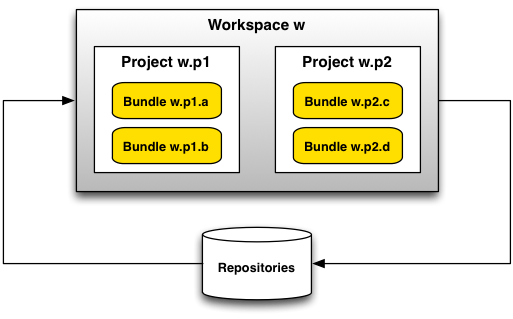 Workspace w
Project w.p1
Bundle w.p1.a
Bundle w.p1.b
Project w.p2
Bundle w.p2.c
Bundle w.p2.d
Repositories